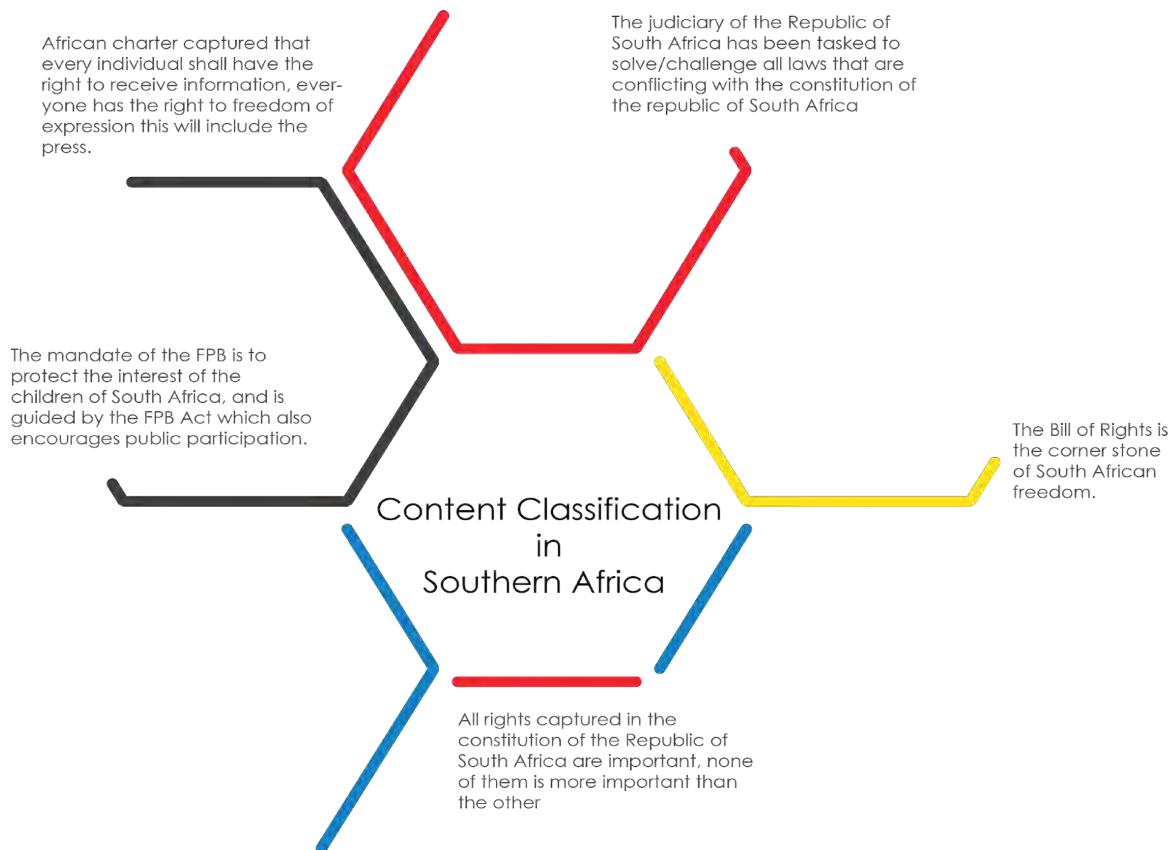 African charter captured that
every individual shall have the
right to receive information, ever-
yone has the right to freedom of
expression this will include the
press.
The judiciary of the Republic of
South Africa has been tasked to
solve/challenge all laws that are
conflicting with the constitution of
the republic of South Africa
The mandate of the FPB is to
protect the interest of the
children of South Africa, and is
guided by the FPB Act which also
encourages public participation.
The Bill of Rights is
the corner stone
of South African
freedom.
Content Classification
in
Southern Africa
All rights captured in the
constitution of the Republic of
South Africa are important, none
of them is more important than
the other